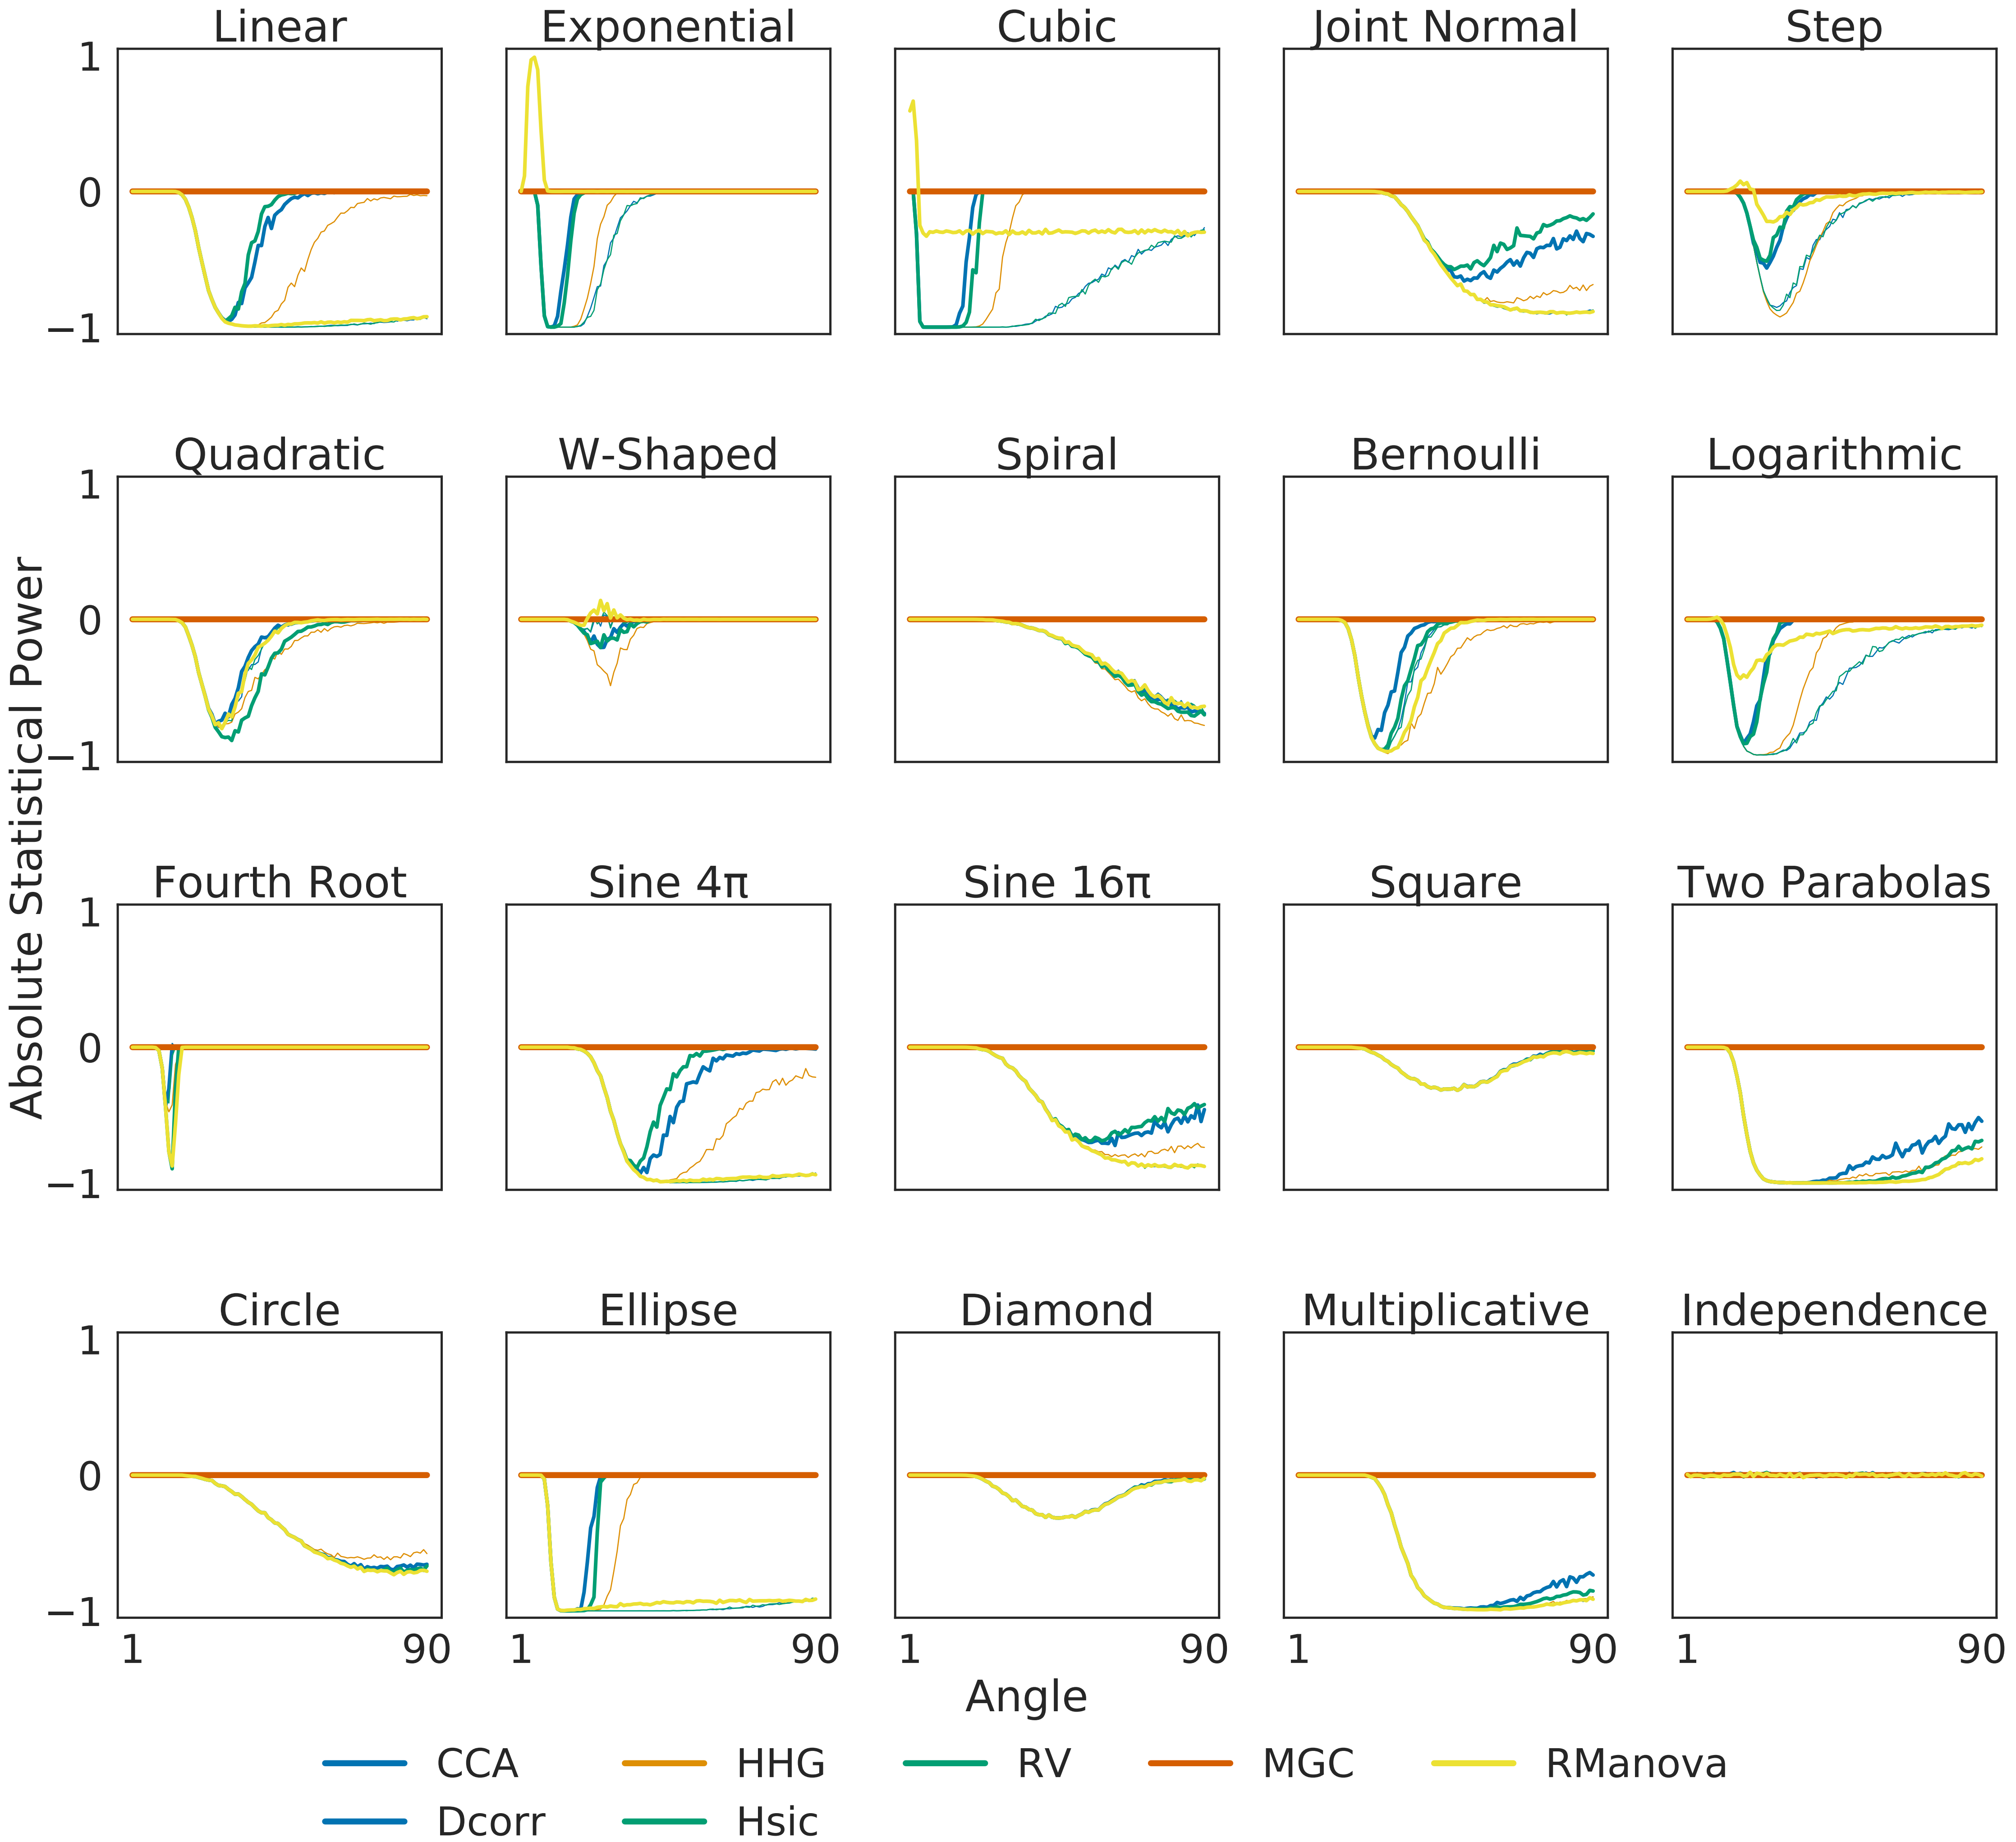 Linear Exponential Cubic Joint Normal Step
1
0
−1
Quadratic W-Shaped Spiral Bernoulli Logarithmic
1
0
−1
Absolute Statistical Power
Fourth Root Sine 4π Sine 16π Square Two Parabolas
1
0
−1
Circle Ellipse Diamond Multiplicative Independence
1
0
−1
1 90 1 90 1 90 1 90 1 90
Angle
CCA HHG RV MGC RManova
Dcorr Hsic